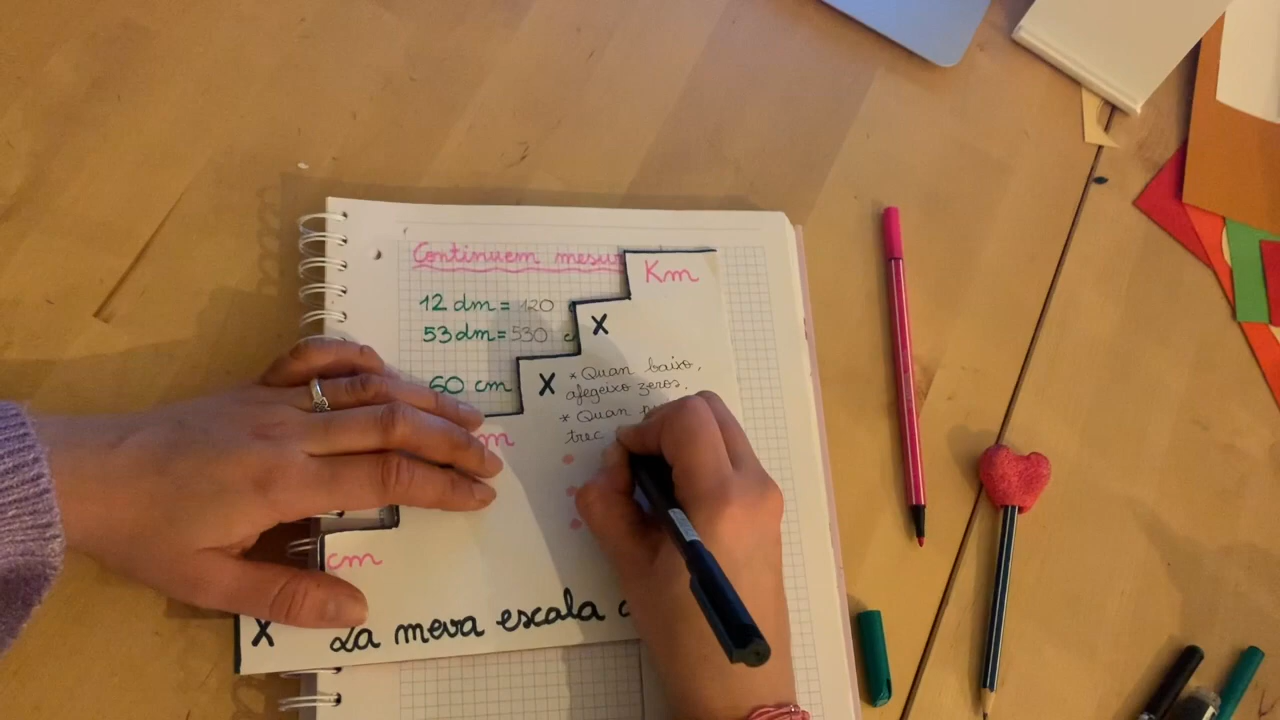 Continuem mesur
Km
12 dm = 120 c
X
53 dm = 530 c
60 cm
X
* Quan baixo,
afegeixo zeros.
* Quan p
trec
m
cm
X
La meva escala d